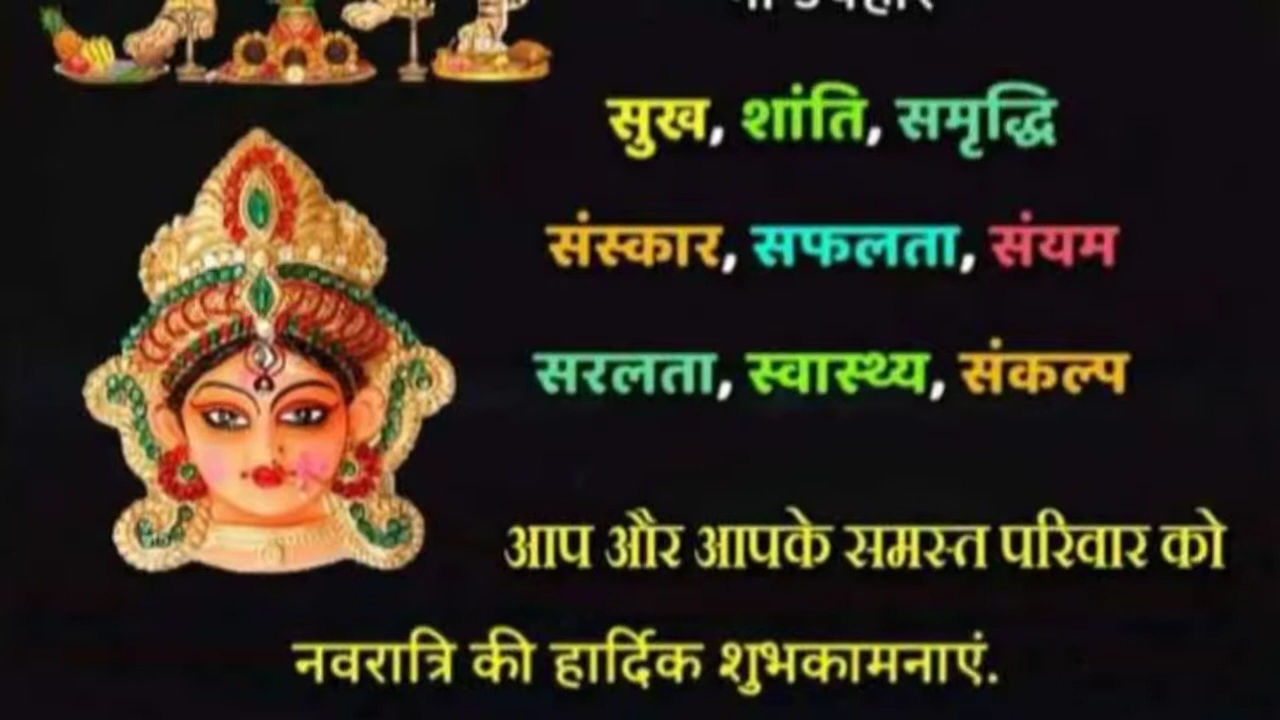 सुख, शांति, समृद्धि
संस्कार, सफलता, संयम
सरलता, स्वास्थ्य, संकल्प
आप और आपके समस्त परिवार को
नवरात्रि की हार्दिक शुभकामनाएं.